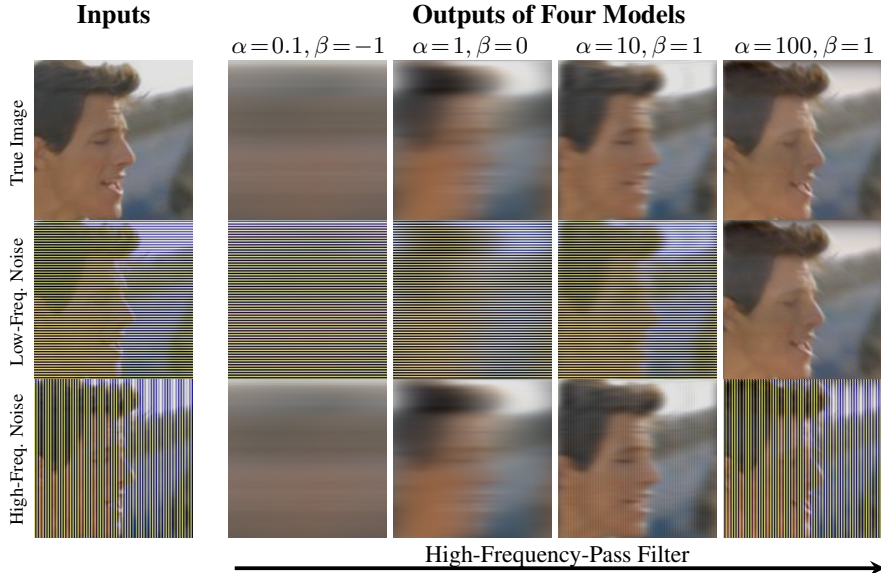 Inputs
Outputs of Four Models
α=0.1, β=−1
α=1, β=0
α=10, β=1
α=100, β=1
True Image
Low-Freq. Noise
High-Freq. Noise
High-Frequency-Pass Filter